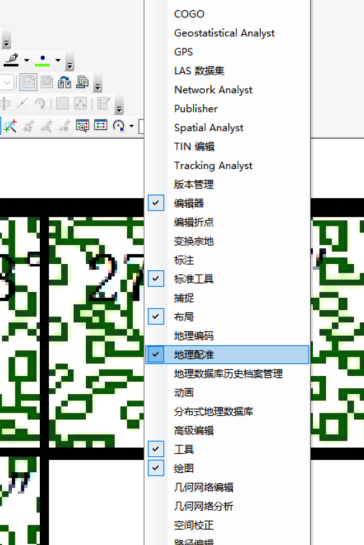 COGO
Geostatistical Analyst
GPS
LAS 数据集
Network Analyst
Publisher
Spatial Analyst
TIN 编辑
Tracking Analyst
版本管理
编辑器
编辑折点
变换宗地
标注
标准工具
捕捉
布局
地理编码
地理配准
地理数据库历史档案管理
动画
分布式地理数据库
高级编辑
工具
绘图
几何网络编辑
几何网络分析
空间校正